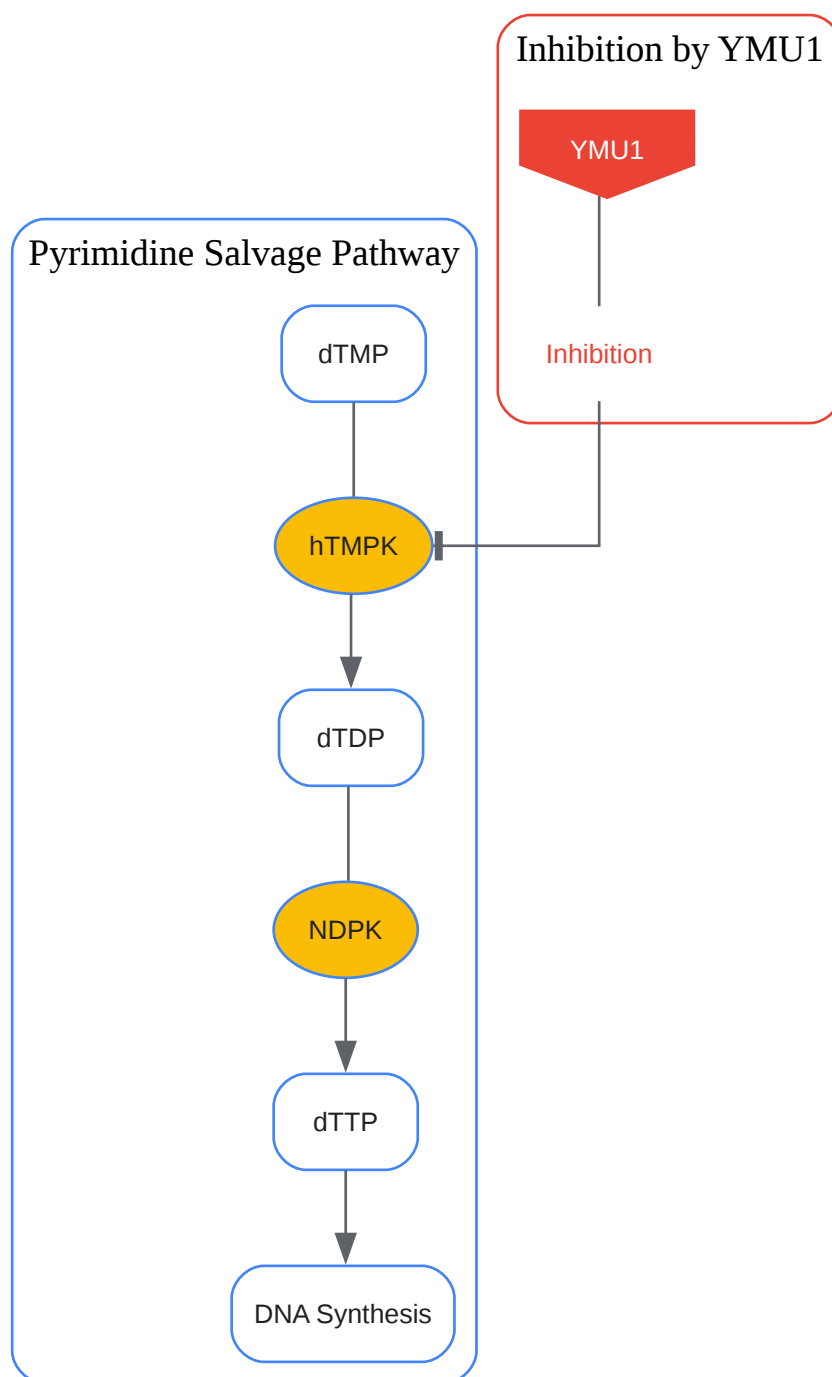 Inhibition by YMU1
YMU1
Inhibition
Pyrimidine Salvage Pathway
dTMP
hTMPK
dTDP
NDPK
dTTP
DNA Synthesis